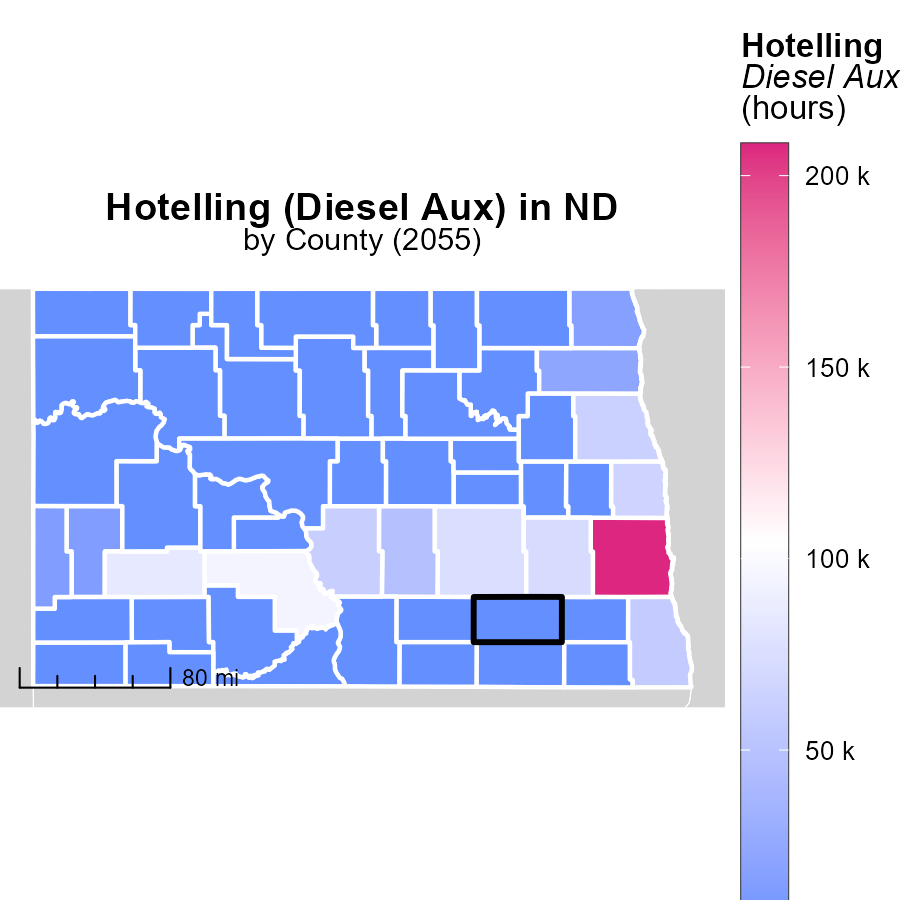 Hotelling
Diesel Aux
(hours)
200 k
150 k
100 k
50 k
Hotelling (Diesel Aux) in ND
by County (2055)
80 mi